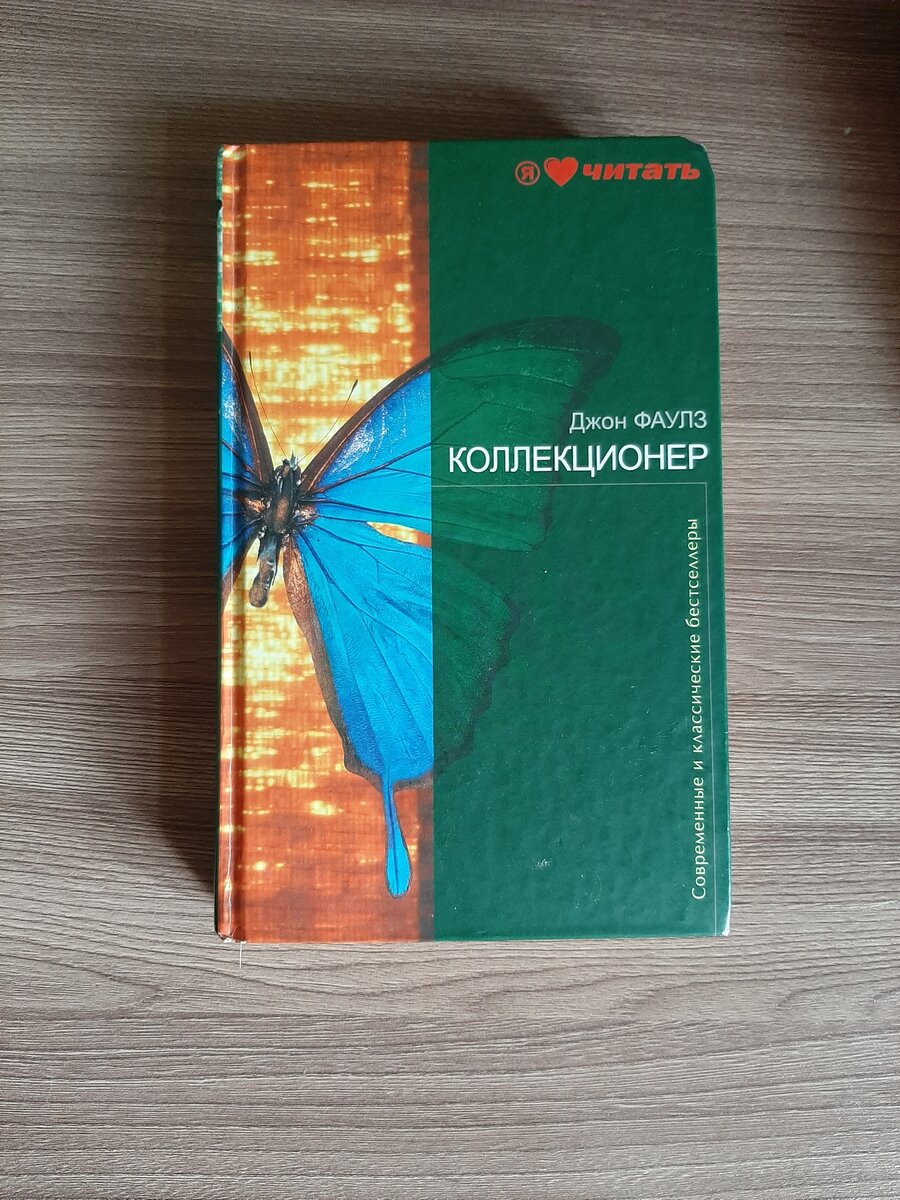 Я ❤ читать
Джон ФАУЛЗ
КОЛЛЕКЦИОНЕР
Современные и классические бестселлеры